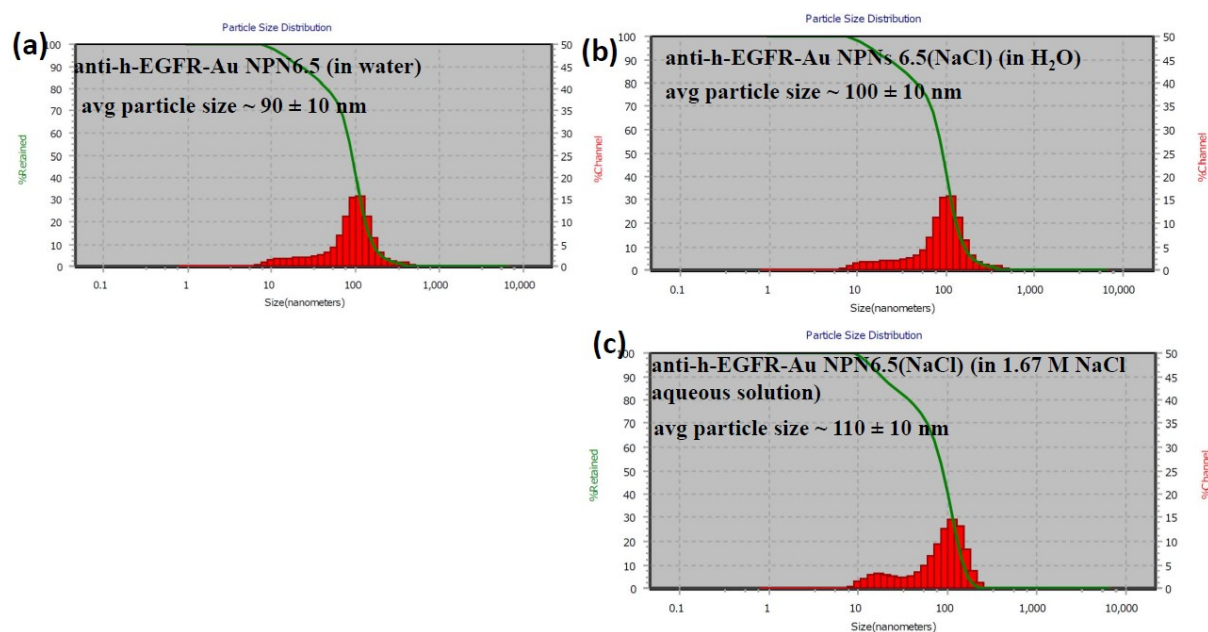 Particle Size Distribution
(a)
anti-h-EGFR-Au NPN6.5 (in water)
avg particle size ~ 90 ± 10 nm
100
90
80
70
60
50
40
30
20
10
0
50
45
40
35
30
25
20
15
10
5
0
%Retained
%Channel
0.1 1 10 100 1,000 10,000
Size(nanometers)
Particle Size Distribution
(b)
anti-h-EGFR-Au NPNs 6.5(NaCl) (in H₂O)
avg particle size ~ 100 ± 10 nm
100
90
80
70
60
50
40
30
20
10
0
50
45
40
35
30
25
20
15
10
5
0
%Retained
%Channel
0.1 1 10 100 1,000 10,000
Size(nanometers)
Particle Size Distribution
(c)
anti-h-EGFR-Au NPN6.5(NaCl) (in 1.67 M NaCl
aqueous solution)
avg particle size ~ 110 ± 10 nm
100
90
80
70
60
50
40
30
20
10
0
50
45
40
35
30
25
20
15
10
5
0
%Retained
%Channel
0.1 1 10 100 1,000 10,000
Size(nanometers)